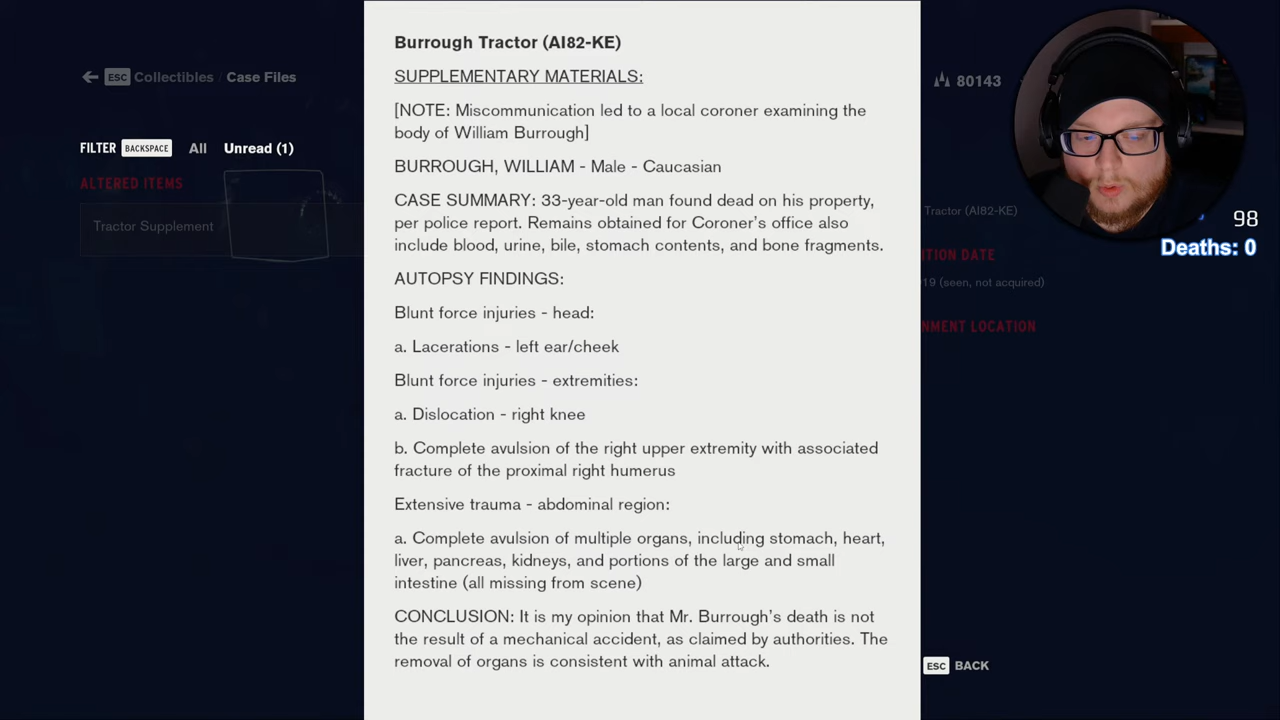 Burrough Tractor (AI82-KE)
SUPPLEMENTARY MATERIALS:
[NOTE: Miscommunication led to a local coroner examining the
body of William Burrough]
BURROUGH, WILLIAM - Male - Caucasian
CASE SUMMARY: 33-year-old man found dead on his property,
per police report. Remains obtained for Coroner's office also
include blood, urine, bile, stomach contents, and bone fragments.
AUTOPSY FINDINGS:
Blunt force injuries - head:
a. Lacerations - left ear/cheek
Blunt force injuries - extremities:
a. Dislocation - right knee
b. Complete avulsion of the right upper extremity with associated
fracture of the proximal right humerus
Extensive trauma - abdominal region:
a. Complete avulsion of multiple organs, including stomach, heart,
liver, pancreas, kidneys, and portions of the large and small
intestine (all missing from scene)
CONCLUSION: It is my opinion that Mr. Burrough's death is not
the result of a mechanical accident, as claimed by authorities. The
removal of organs is consistent with animal attack.
ESC Collectibles / Case Files
FILTER BACKSPACE All Unread (1)
ALTERED ITEMS
Tractor Supplement
80143
Tractor (AI82-KE)
98
Deaths: 0
ITION DATE
19 (seen, not acquired)
NMENT LOCATION
ESC BACK